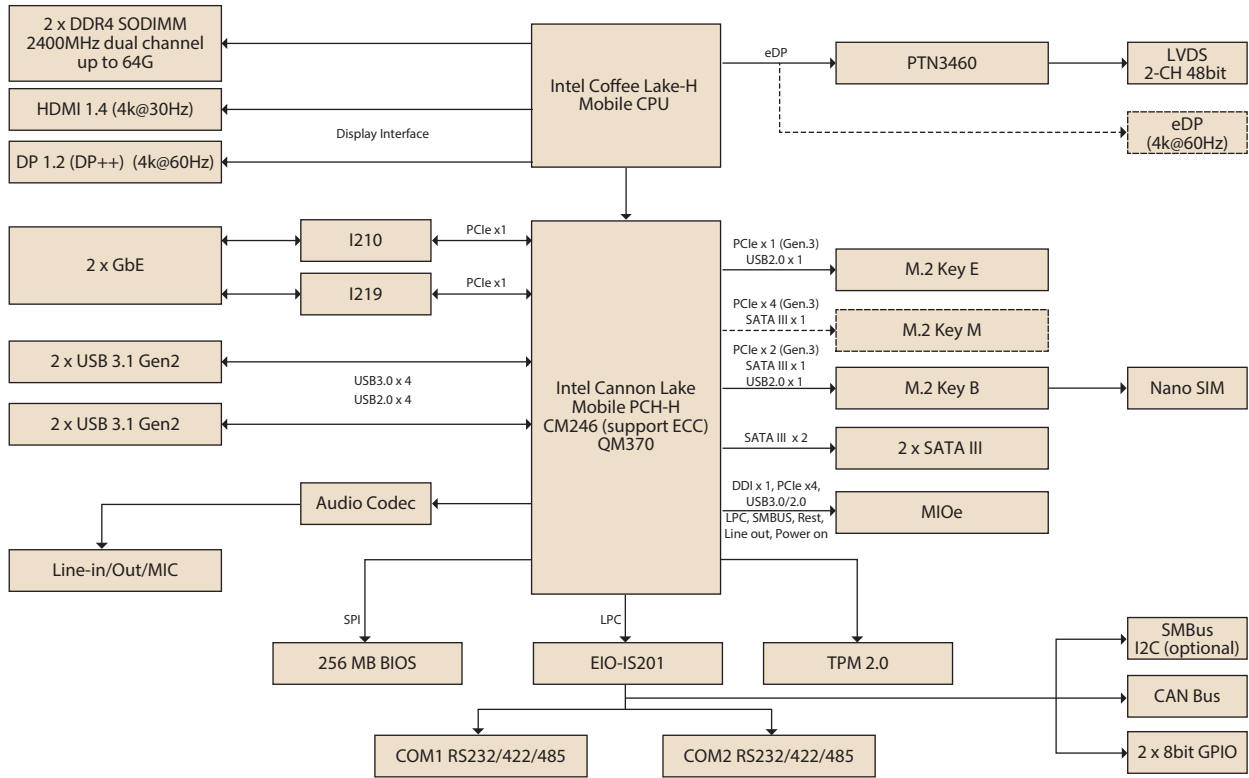 2 x DDR4 SODIMM
2400MHz dual channel
up to 64G
HDMI 1.4 (4k@30Hz)
Display Interface
DP 1.2 (DP++) (4k@60Hz)
Intel Coffee Lake-H
Mobile CPU
eDP
PTN3460
LVDS
2-CH 48bit
eDP
(4k@60Hz)
2 x GbE
I210
PCIe x1
I219
PCIe x1
2 x USB 3.1 Gen2
USB3.0 x 4
USB2.0 x 4
2 x USB 3.1 Gen2
Audio Codec
Line-in/Out/MIC
Intel Cannon Lake
Mobile PCH-H
CM246 (support ECC)
QM370
PCIe x 1 (Gen.3)
USB2.0 x 1
M.2 Key E
PCIe x 4 (Gen.3)
SATA III x 1
M.2 Key M
PCIe x 2 (Gen.3)
SATA III x 1
USB2.0 x 1
M.2 Key B
Nano SIM
SATA III x 2
2 x SATA III
DDI x 1, PCIe x4,
USB3.0/2.0
LPC, SMBUS, Rest,
Line out, Power on
MIOe
SPI
256 MB BIOS
LPC
EIO-IS201
TPM 2.0
SMBus
I2C (optional)
CAN Bus
2 x 8bit GPIO
COM1 RS232/422/485
COM2 RS232/422/485